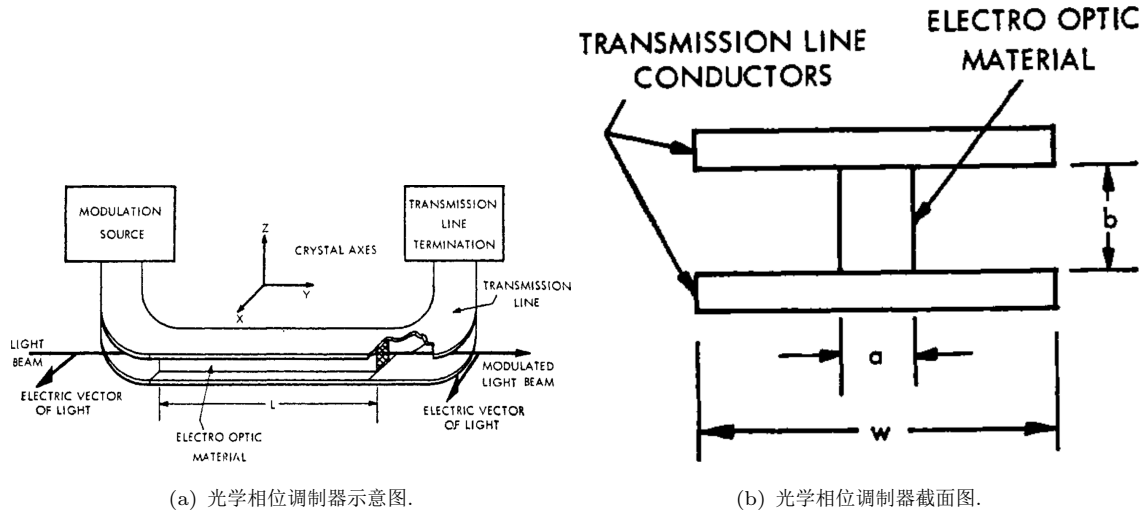 MODULATION
SOURCE
TRANSMISSION
LINE
TERMINATION
Z
CRYSTAL AXES
Y
X
TRANSMISSION
LINE
LIGHT
BEAM
MODULATED
LIGHT BEAM
ELECTRIC VECTOR
OF LIGHT
L
ELECTRIC VECTOR
OF LIGHT
ELECTRO OPTIC
MATERIAL
(a) 光学相位调制器示意图.
TRANSMISSION LINE
CONDUCTORS
ELECTRO OPTIC
MATERIAL
b
a
w
(b) 光学相位调制器截面图.